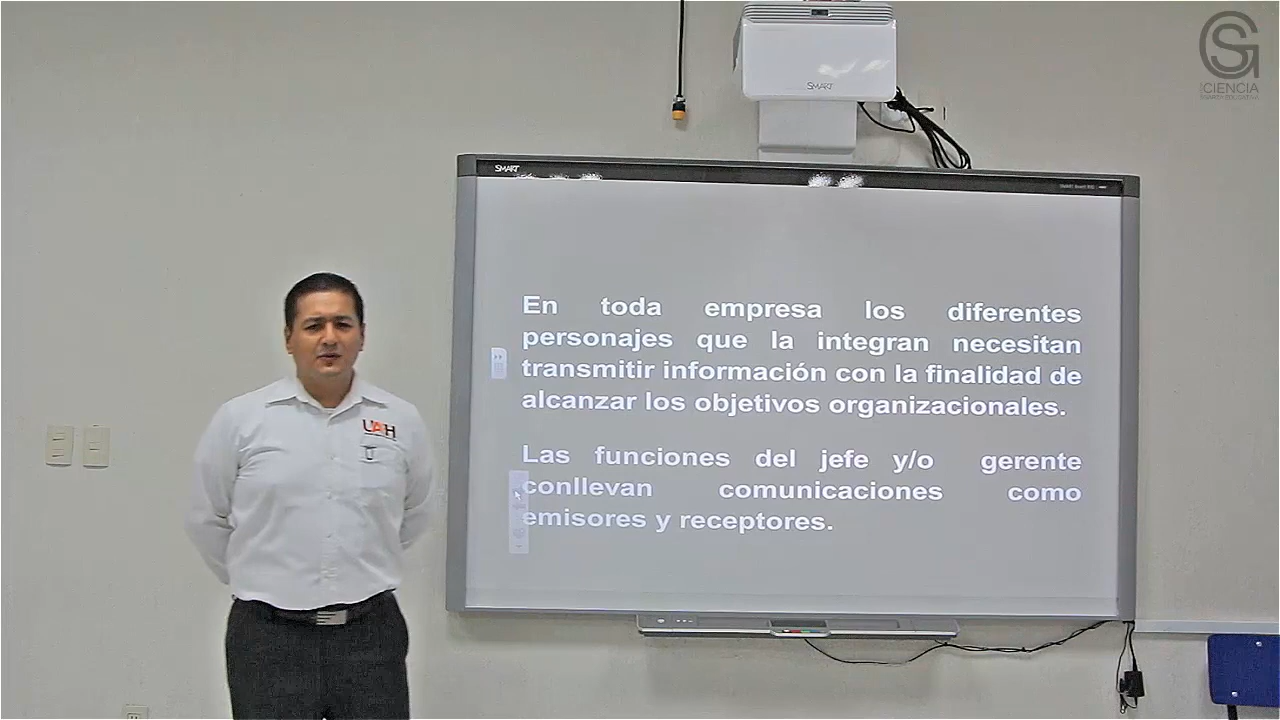 CIENCIA
SMART
SMART
UAH
En toda empresa los diferentes
personajes que la integran necesitan
transmitir información con la finalidad de
alcanzar los objetivos organizacionales.
Las funciones del jefe y/o gerente
conllevan comunicaciones como
emisores y receptores.